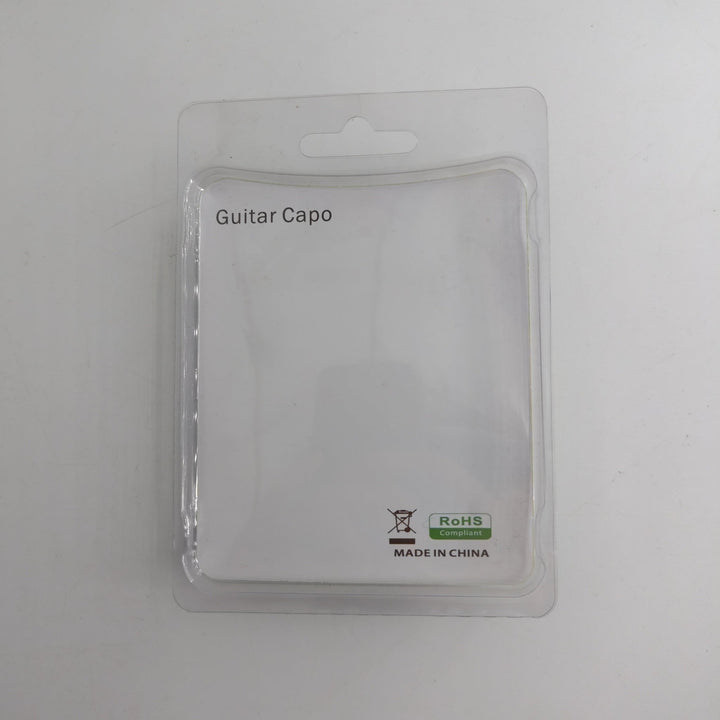 Guitar Capo
RoHS
Compliant
MADE IN CHINA